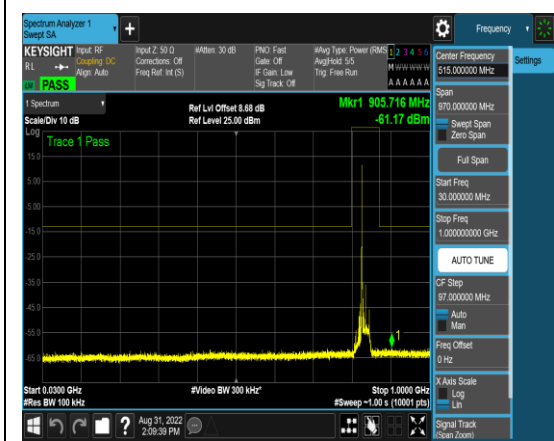 Spectrum Analyzer 1
Swept SA
Frequency
KEYSIGHT
RL
PASS
Input: RF
Coupling: DC
Align: Auto
Input Z: 50 Ω
Corrections: Off
Freq Ref: Int (S)
#Atten: 30 dB
PNO: Fast
Gate: Off
IF Gain: Low
Sig Track: Off
#Avg Type: Power (RMS
Avg|Hold: 5/5
Trig: Free Run
1 2 3 4 5 6
M W W W W W
A A A A A A
1 Spectrum
Scale/Div 10 dB
Ref Lvl Offset 8.68 dB
Ref Level 25.00 dBm
Mkr1 905.716 MHz
-61.17 dBm
Log
Trace 1 Pass
15.0
5.00
-5.00
-15.0
-25.0
-35.0
-45.0
-55.0
-65.0
1
Start 0.0300 GHz
#Res BW 100 kHz
#Video BW 300 kHz*
Stop 1.0000 GHz
#Sweep ~1.00 s (10001 pts)
Aug 31, 2022
2:09:39 PM
?
Center Frequency
515.000000 MHz
Span
970.000000 MHz
Swept Span
Zero Span
Full Span
Start Freq
30.000000 MHz
Stop Freq
1.000000000 GHz
AUTO TUNE
CF Step
97.000000 MHz
Auto
Man
Freq Offset
0 Hz
X Axis Scale
Log
Lin
Signal Track
(Span Zoom)
Settings